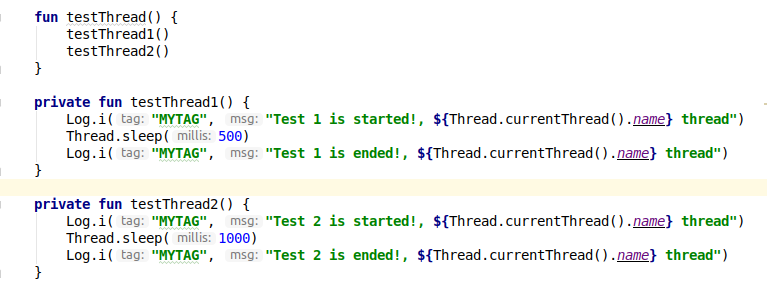 fun testThread() {
testThread1()
testThread2()
}
private fun testThread1() {
Log.i( tag: "MYTAG", msg: "Test 1 is started!, ${Thread.currentThread().name} thread")
Thread.sleep( millis: 500)
Log.i( tag: "MYTAG", msg: "Test 1 is ended!, ${Thread.currentThread().name} thread")
}
private fun testThread2() {
Log.i( tag: "MYTAG", msg: "Test 2 is started!, ${Thread.currentThread().name} thread")
Thread.sleep( millis: 1000)
Log.i( tag: "MYTAG", msg: "Test 2 is ended!, ${Thread.currentThread().name} thread")
}